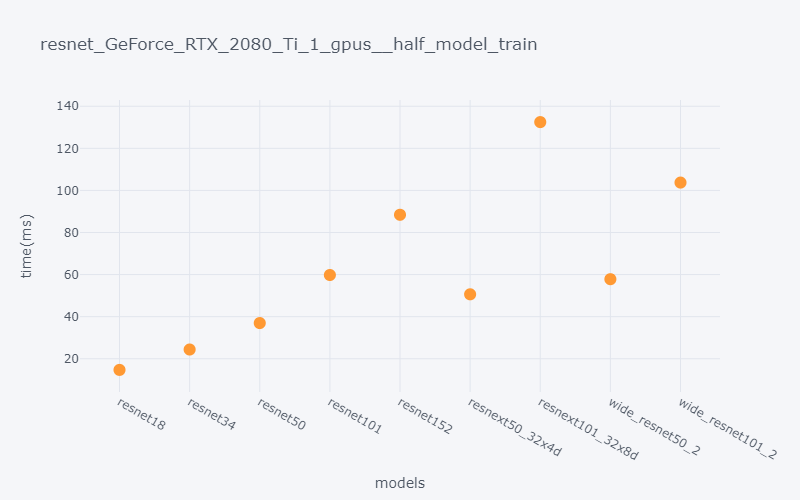 resnet_GeForce_RTX_2080_Ti_1_gpus__half_model_train
140
120
100
80
60
40
20
time(ms)
resnet18
resnet34
resnet50
resnet101
resnet152
resnext50_32x4d
resnext101_32x8d
wide_resnet50_2
wide_resnet101_2
models